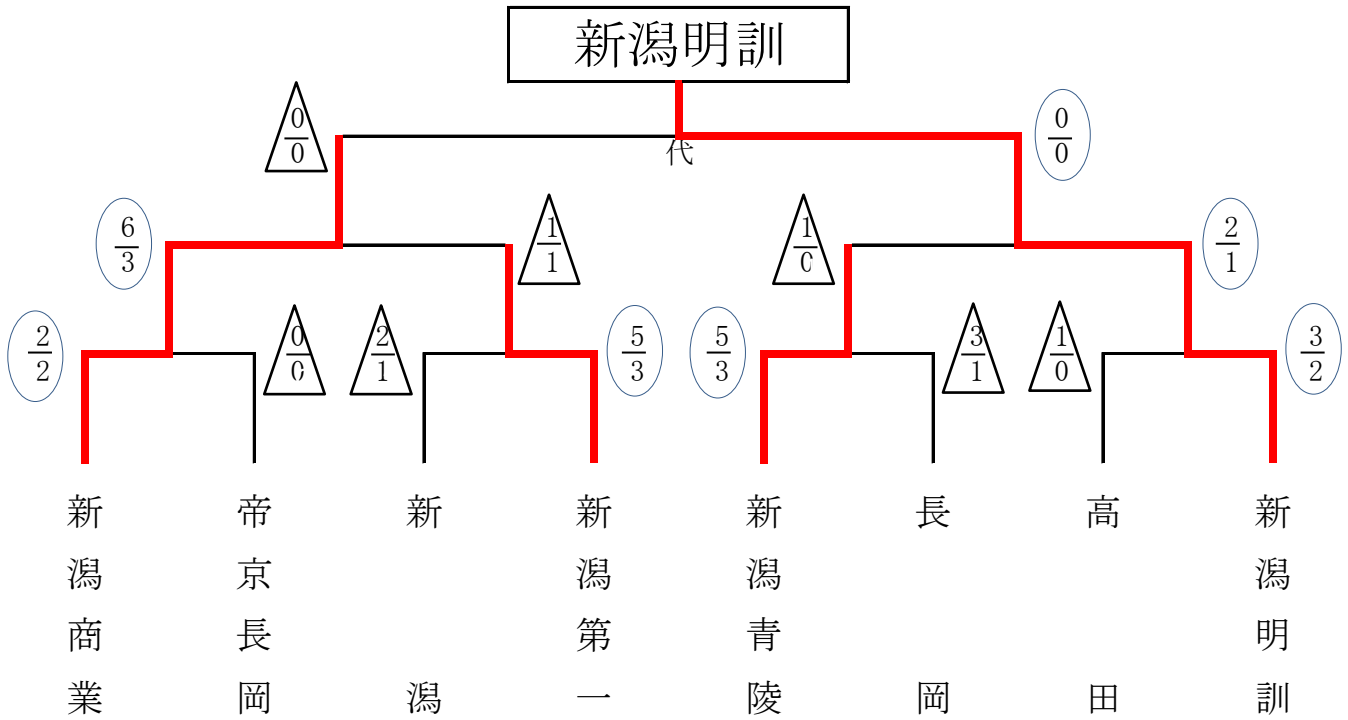 新潟明訓
0/0
0/0
代
6/3
1/1
1/0
2/1
2/2
0/0
2/1
5/3
5/3
3/1
1/0
3/2
新潟商業
帝京長岡
新潟
新潟第一
新潟青陵
長岡
高田
新潟明訓